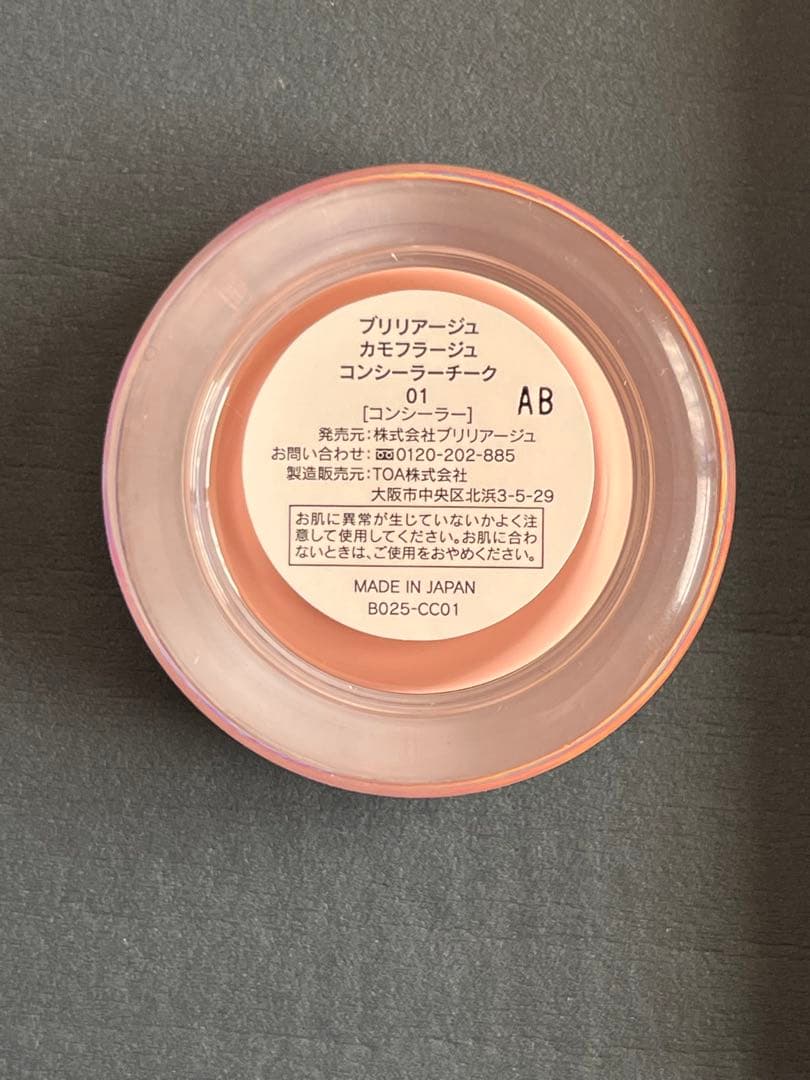 ブリリアージュ
カモフラージュ
コンシーラーチーク
01
AB
[コンシーラー]
発売元:株式会社ブリリアージュ
お問い合わせ:0120-202-885
製造販売元:TOA株式会社
大阪市中央区北浜3-5-29
お肌に異常が生じていないかよく注
意して使用してください。お肌に合わ
ないときは、ご使用をおやめください。
MADE IN JAPAN
B025-CC01